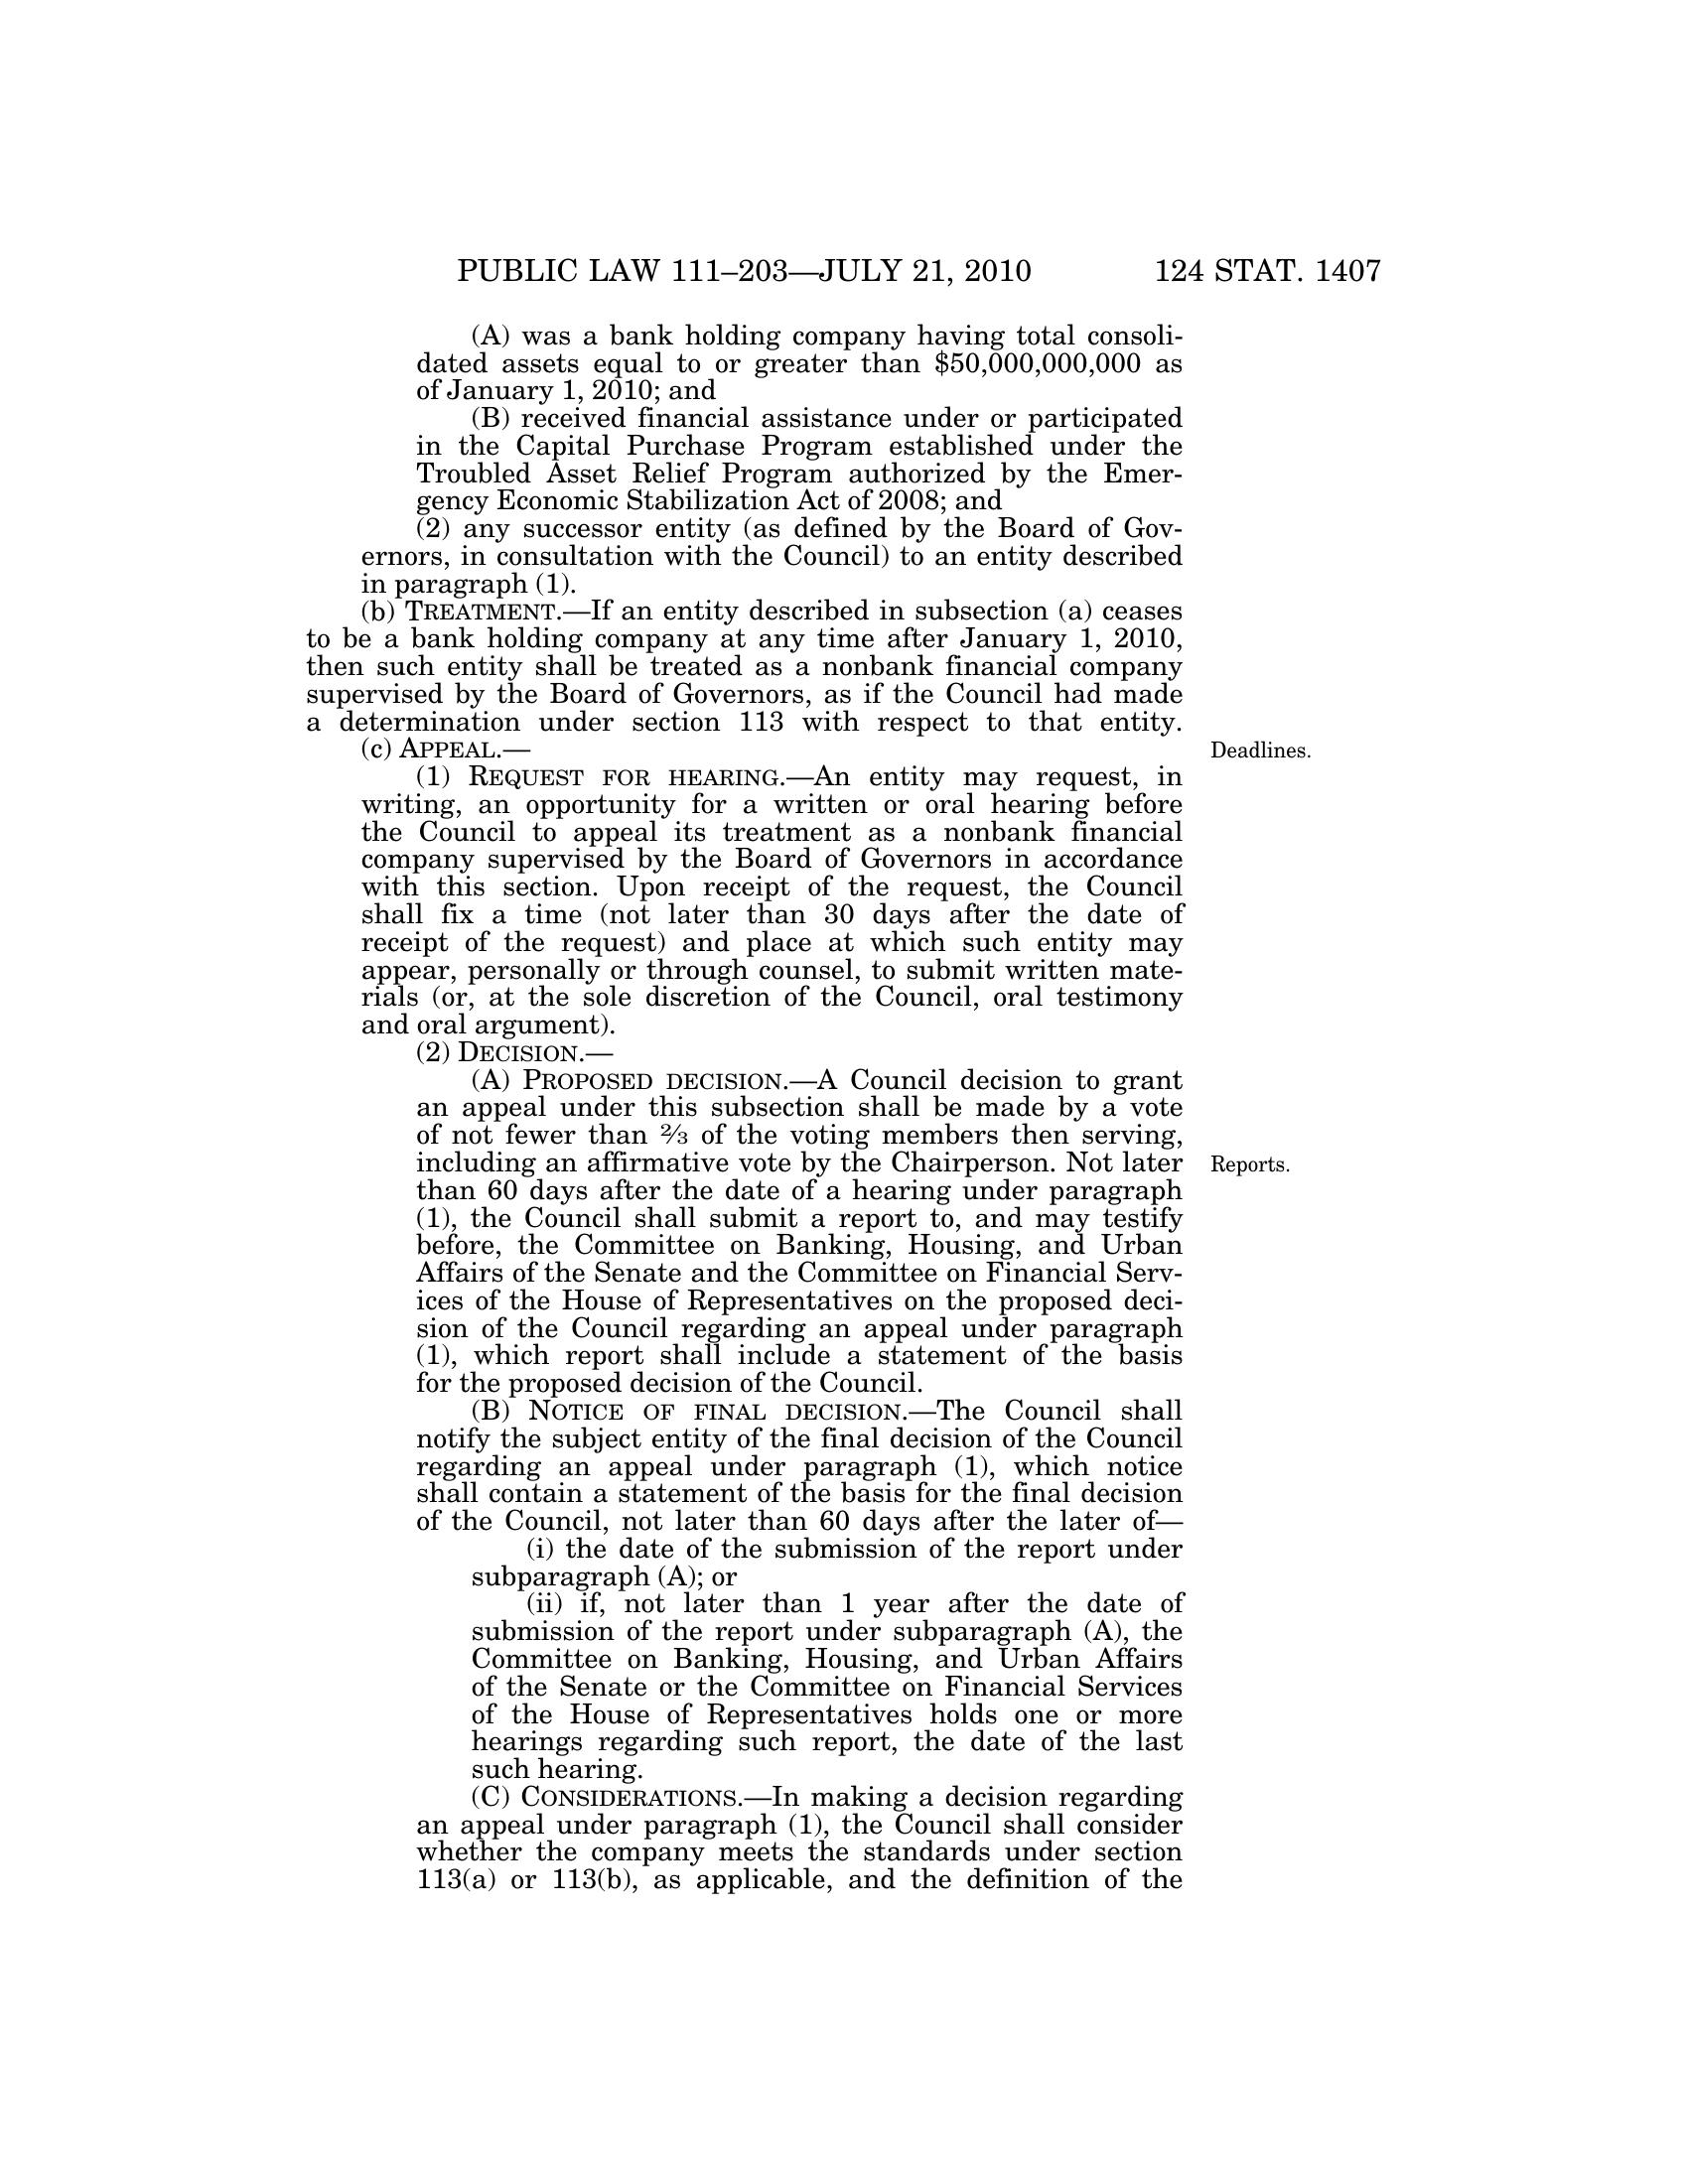 PUBLIC LAW 111–203—JULY 21, 2010 124 STAT. 1407
(A) was a bank holding company having total consoli-
dated assets equal to or greater than $50,000,000,000 as
of January 1, 2010; and
(B) received financial assistance under or participated
in the Capital Purchase Program established under the
Troubled Asset Relief Program authorized by the Emer-
gency Economic Stabilization Act of 2008; and
(2) any successor entity (as defined by the Board of Gov-
ernors, in consultation with the Council) to an entity described
in paragraph (1).
(b) TREATMENT.—If an entity described in subsection (a) ceases
to be a bank holding company at any time after January 1, 2010,
then such entity shall be treated as a nonbank financial company
supervised by the Board of Governors, as if the Council had made
a determination under section 113 with respect to that entity.
(c) APPEAL.— Deadlines.
(1) REQUEST FOR HEARING.—An entity may request, in
writing, an opportunity for a written or oral hearing before
the Council to appeal its treatment as a nonbank financial
company supervised by the Board of Governors in accordance
with this section. Upon receipt of the request, the Council
shall fix a time (not later than 30 days after the date of
receipt of the request) and place at which such entity may
appear, personally or through counsel, to submit written mate-
rials (or, at the sole discretion of the Council, oral testimony
and oral argument).
(2) DECISION.—
(A) PROPOSED DECISION.—A Council decision to grant
an appeal under this subsection shall be made by a vote
of not fewer than 2⁄3 of the voting members then serving,
including an affirmative vote by the Chairperson. Not later Reports.
than 60 days after the date of a hearing under paragraph
(1), the Council shall submit a report to, and may testify
before, the Committee on Banking, Housing, and Urban
Affairs of the Senate and the Committee on Financial Serv-
ices of the House of Representatives on the proposed deci-
sion of the Council regarding an appeal under paragraph
(1), which report shall include a statement of the basis
for the proposed decision of the Council.
(B) NOTICE OF FINAL DECISION.—The Council shall
notify the subject entity of the final decision of the Council
regarding an appeal under paragraph (1), which notice
shall contain a statement of the basis for the final decision
of the Council, not later than 60 days after the later of—
(i) the date of the submission of the report under
subparagraph (A); or
(ii) if, not later than 1 year after the date of
submission of the report under subparagraph (A), the
Committee on Banking, Housing, and Urban Affairs
of the Senate or the Committee on Financial Services
of the House of Representatives holds one or more
hearings regarding such report, the date of the last
such hearing.
(C) CONSIDERATIONS.—In making a decision regarding
an appeal under paragraph (1), the Council shall consider
whether the company meets the standards under section
113(a) or 113(b), as applicable, and the definition of the